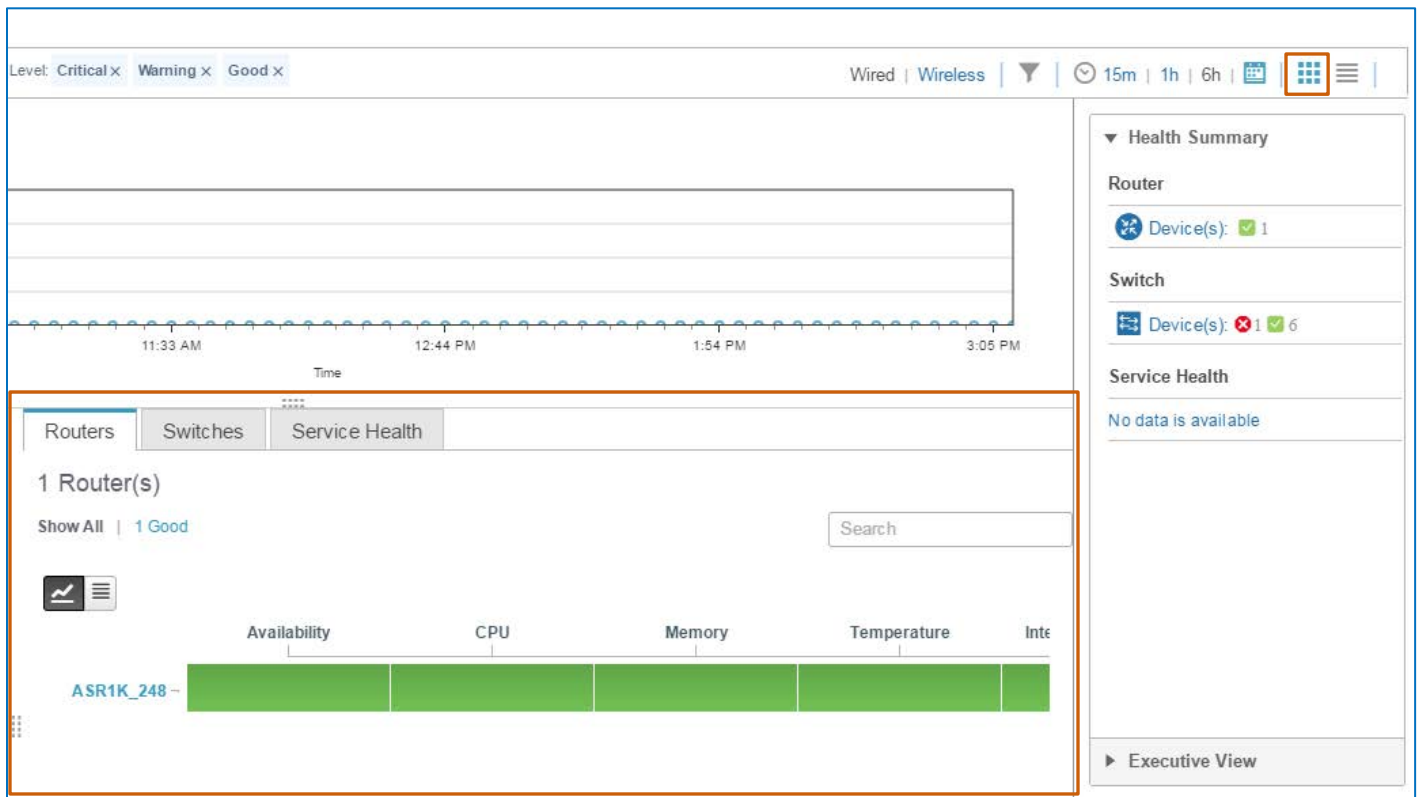 Level: Critical x Warning x Good x
Wired | Wireless | 15m | 1h | 6h |
Health Summary
Router
Device(s): 1
Switch
Device(s): 1 6
Service Health
No data is available
Executive View
11:33 AM 12:44 PM 1:54 PM 3:05 PM
Time
Routers Switches Service Health
1 Router(s)
Show All | 1 Good
Search
Availability CPU Memory Temperature Inte
ASR1K_248